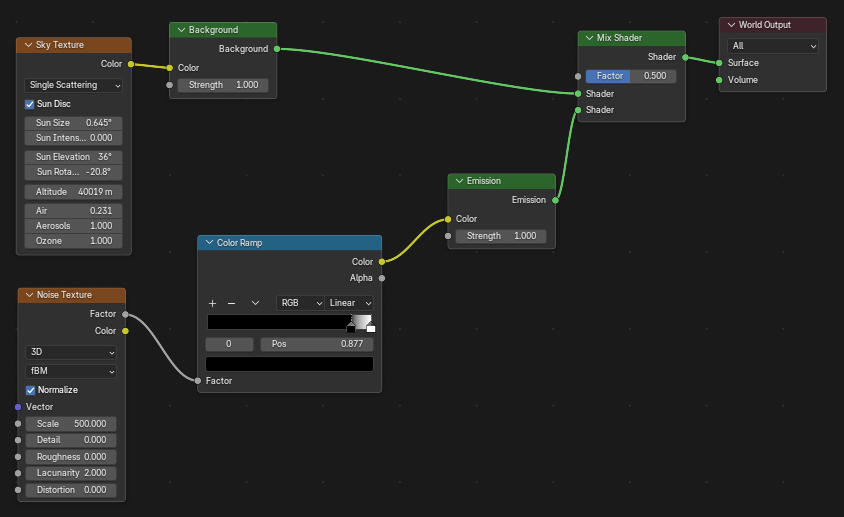 Sky Texture
Color
Single Scattering
Sun Disc
Sun Size 0.645°
Sun Intens... 0.000
Sun Elevation 36°
Sun Rota... -20.8°
Altitude 40019 m
Air 0.231
Aerosols 1.000
Ozone 1.000
Background
Background
Color
Strength 1.000
Mix Shader
Shader
Factor 0.500
Shader
Shader
World Output
All
Surface
Volume
Emission
Emission
Color
Strength 1.000
Color Ramp
Color
Alpha
RGB Linear
0 Pos 0.877
Factor
Noise Texture
Factor
Color
3D
fBM
Normalize
Vector
Scale 500.000
Detail 0.000
Roughness 0.000
Lacunarity 2.000
Distortion 0.000